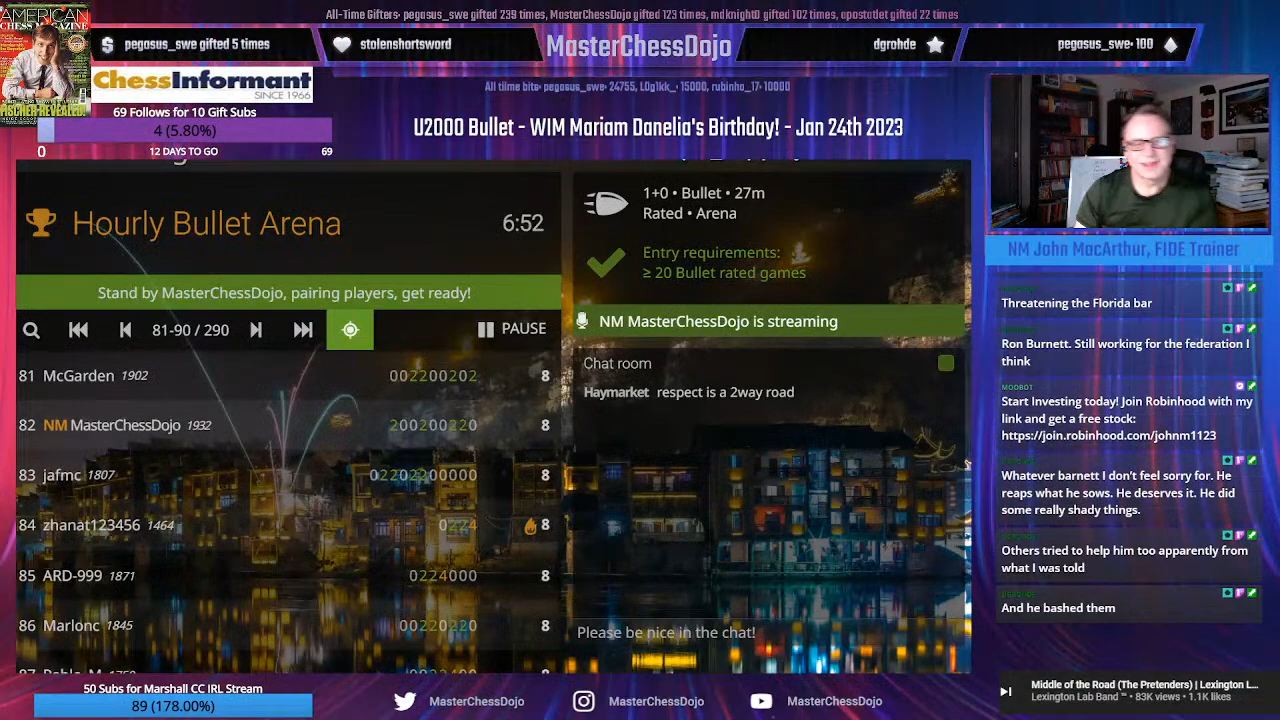 All-Time Gifters• pegasus_swe gifted 239 times, MasterChessDojo gifted 123 times, mdknight0 gifted 102 times, apostatlet gifted 22 times
AMERICAN
CHESS
FISCHER REVEALED!
$ pegasus_swe gifted 5 times
stolenshortsword
MasterChessDojo
dgrohde
pegasus_swe• 100
ChessInformant
SINCE 1966
69 Follows for 10 Gift Subs
4 (5.80%)
0 12 DAYS TO GO 69
pegasus_swe• 24755
15000, rubinho_17• 10000
U2000 Bullet - WIM Mariam Danelia's Birthday! - Jan 24th 2023
Hourly Bullet Arena 6:52
Stand by MasterChessDojo, pairing players, get ready!
81-90 / 290 PAUSE
81 McGarden 1902 002200202 8
82 NM MasterChessDojo 1932 200200220 8
83 jafmc 1807 022020200000 8
84 zhanat123456 1464 0224 8
85 ARD-999 1871 0224000 8
86 Marlonc 1845 00220220 8
1+0 • Bullet • 27m
Rated • Arena
Entry requirements:
≥ 20 Bullet rated games
NM MasterChessDojo is streaming
Chat room
Haymarket respect is a 2way road
Please be nice in the chat!
NM John MacArthur, FIDE Trainer
Threatening the Florida bar
Ron Burnett. Still working for the federation I
think
MODBOT
Start Investing today! Join Robinhood with my
link and get a free stock:
https://join.robinhood.com/johnm1123
Whatever barnett I don't feel sorry for. He
reaps what he sows. He deserves it. He did
some really shady things.
Others tried to help him too apparently from
what I was told
And he bashed them
50 Subs for Marshall CC IRL Stream
89 (178.00%)
MasterChessDojo
MasterChessDojo
MasterChessDojo
Middle of the Road (The Pretenders) | Lexington L...
Lexington Lab Band ™ • 83K views • 1.1K likes